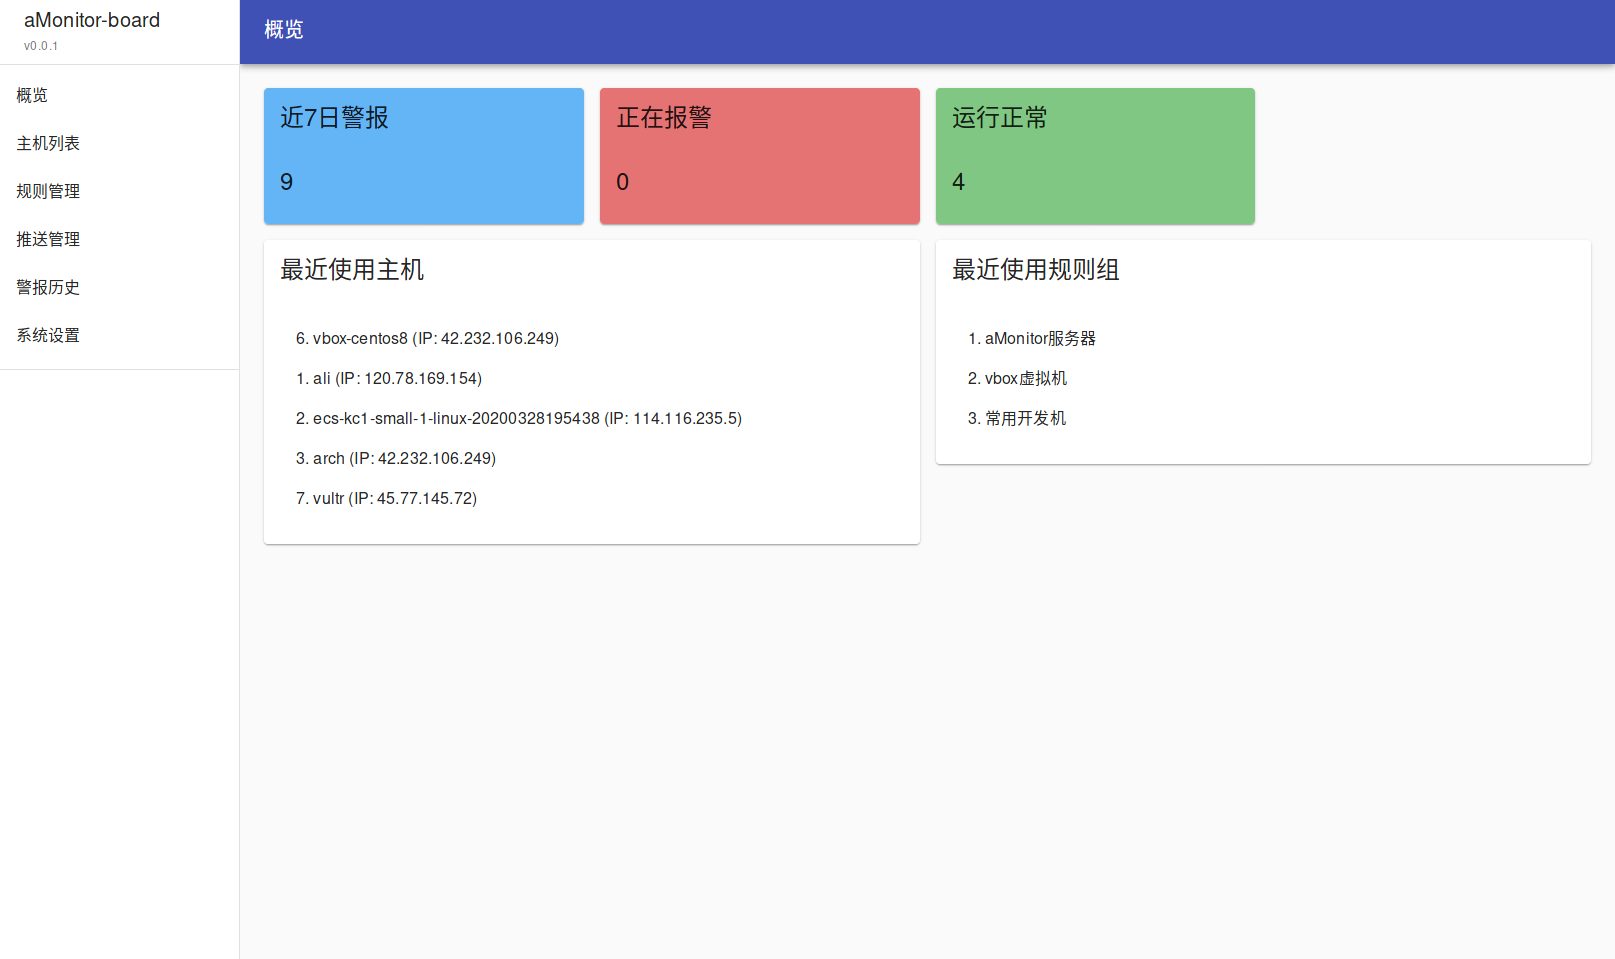 aMonitor-board
v0.0.1
概览
主机列表
规则管理
推送管理
警报历史
系统设置
概览
近7日警报
9
正在报警
0
运行正常
4
最近使用主机
6. vbox-centos8 (IP: 42.232.106.249)
1. ali (IP: 120.78.169.154)
2. ecs-kc1-small-1-linux-20200328195438 (IP: 114.116.235.5)
3. arch (IP: 42.232.106.249)
7. vultr (IP: 45.77.145.72)
最近使用规则组
1. aMonitor服务器
2. vbox虚拟机
3. 常用开发机